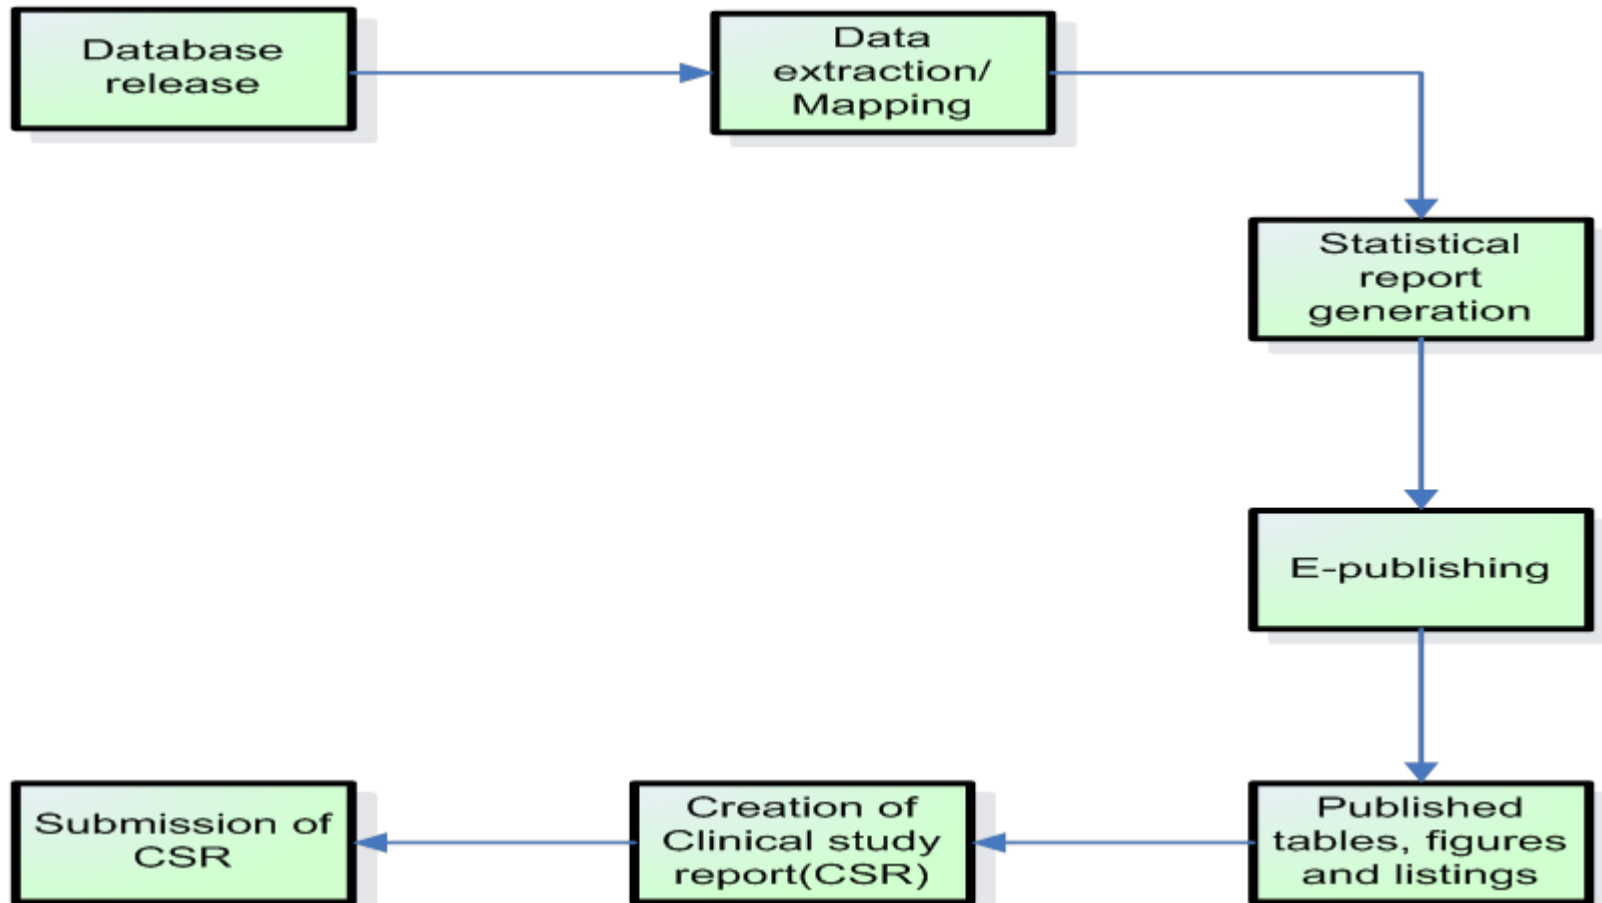 Database
release
Data
extraction/
Mapping
Statistical
report
generation
E-publishing
Published
tables, figures
and listings
Creation of
Clinical study
report(CSR)
Submission of
CSR